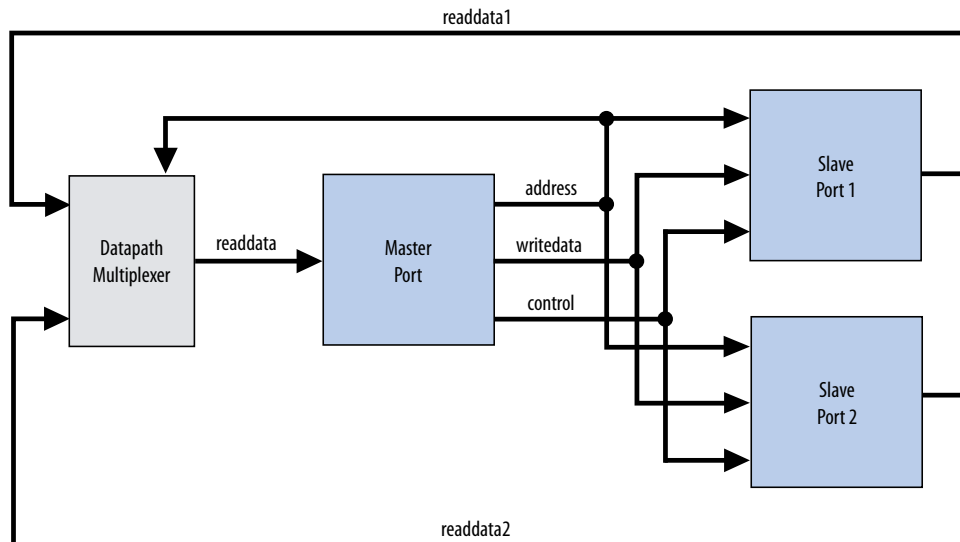 readdata1
Slave
Port 1
address
Datapath
Multiplexer
readdata
Master
Port
writedata
control
Slave
Port 2
readdata2